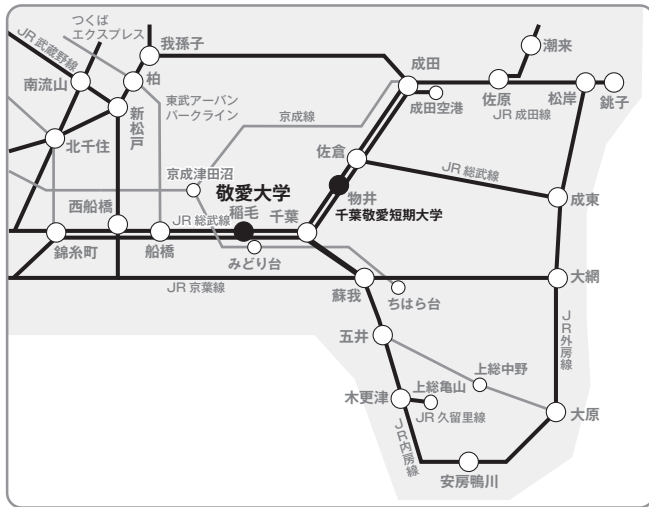 つくば
エクスプレス
JR 武蔵野線
我孫子
潮来
成田
南流山
柏
成田空港
佐原
松岸
銚子
JR 成田線
新松戸
東武アーバン
パークライン
京成線
北千住
佐倉
京成津田沼
JR 総武線
敬愛大学
物井
成東
千葉敬愛短期大学
西船橋
JR 総武線
稲毛
千葉
錦糸町
船橋
みどり台
JR 京葉線
蘇我
ちはら台
大網
五井
JR外房線
上総中野
木更津
上総亀山
JR 久留里線
大原
JR内房線
安房鴨川